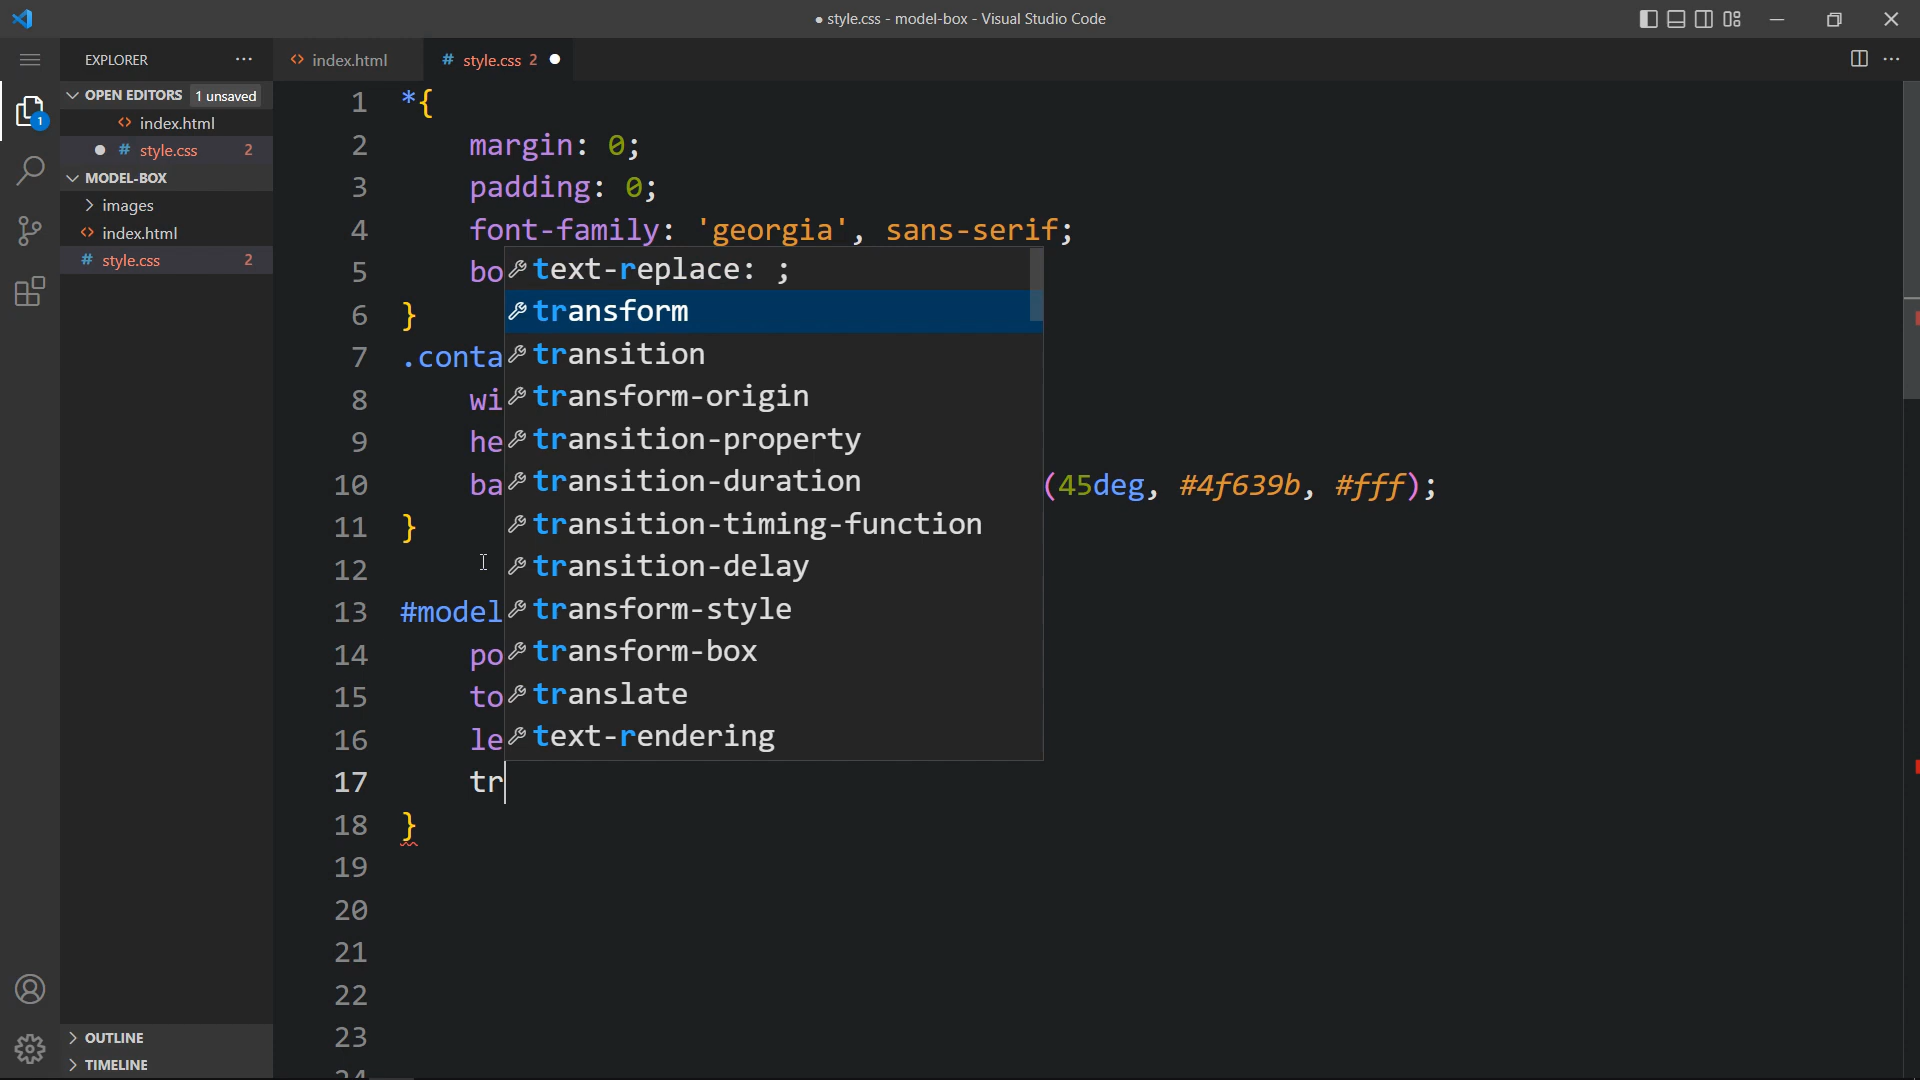 ● style.css - model-box - Visual Studio Code
EXPLORER ···
<> index.html
# style.css 2 ●
OPEN EDITORS 1 unsaved
<> index.html
● # style.css 2
MODEL-BOX
> images
<> index.html
# style.css 2
1
OUTLINE
TIMELINE
1 *{
2 margin: 0;
3 padding: 0;
4 font-family: 'georgia', sans-serif;
5 bo
6 }
7 .conta
8 wi
9 he
10 ba (45deg, #4f639b, #fff);
11 }
12
13 #model
14 po
15 to
16 le
17 tr
18 }
19
20
21
22
23
24
text-replace: ;
transform
transition
transform-origin
transition-property
transition-duration
transition-timing-function
transition-delay
transform-style
transform-box
translate
text-rendering